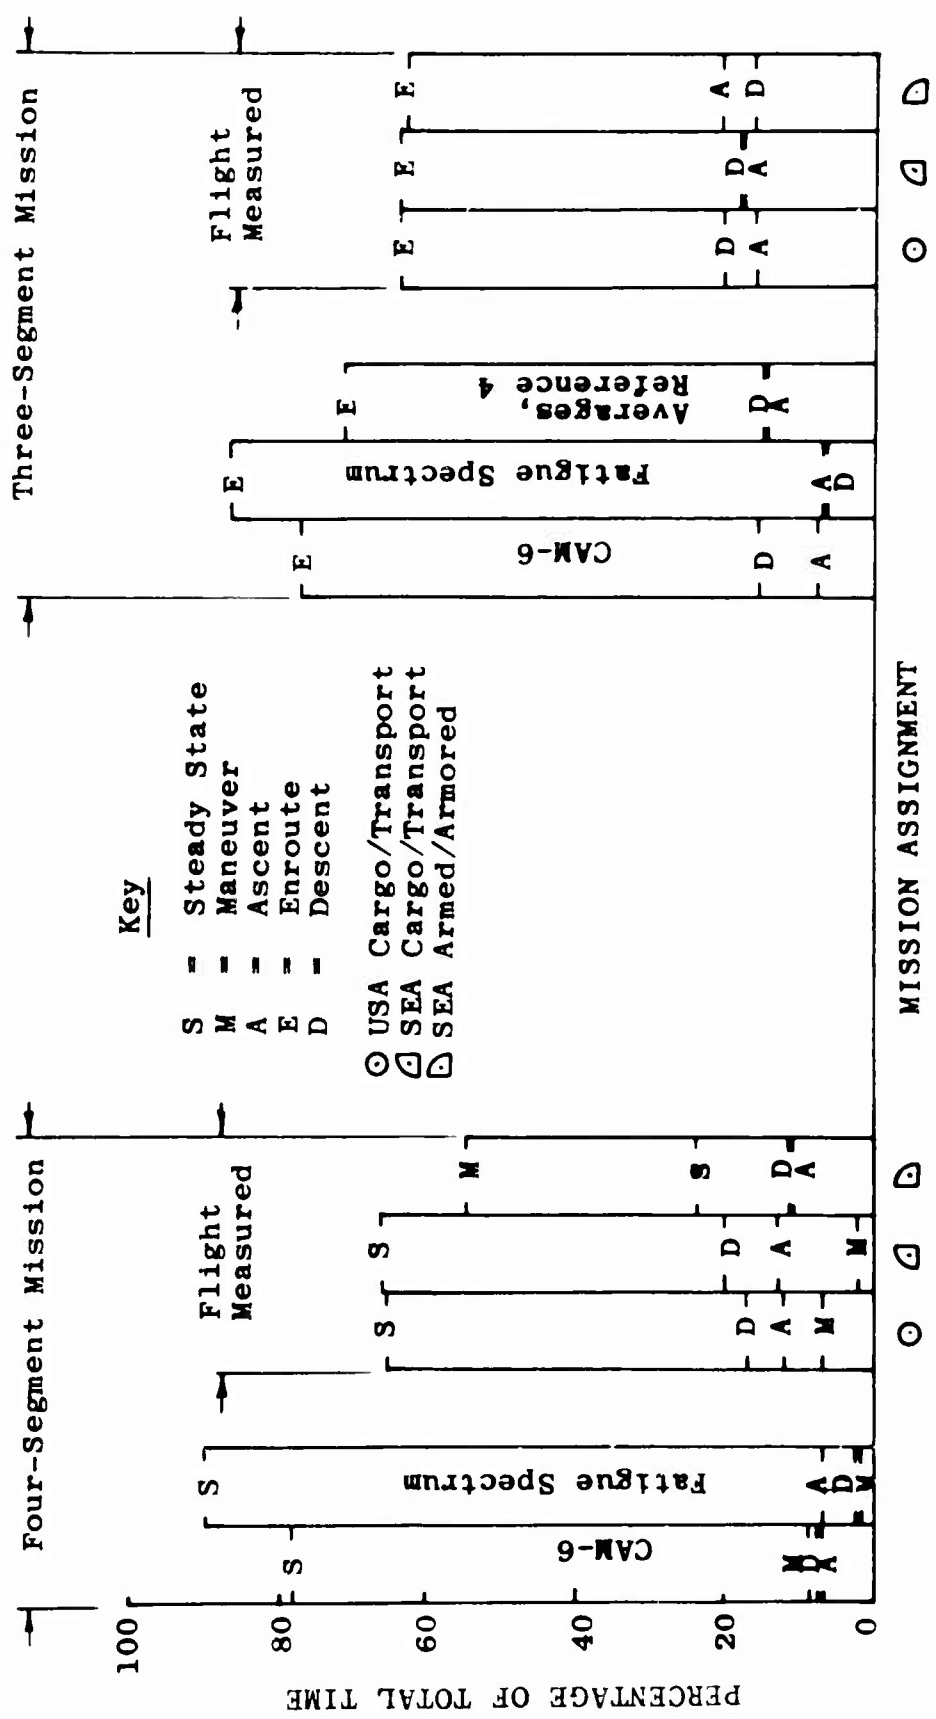 Four-Segment Mission
Three-Segment Mission
Flight
Measured
Flight
Measured
Key
S = Steady State
M = Maneuver
A = Ascent
E = Enroute
D = Descent
USA Cargo/Transport
SEA Cargo/Transport
SEA Armed/Armored
PERCENTAGE OF TOTAL TIME
100
80
60
40
20
0
S
CAM-6
M
D
A
S
Fatigue Spectrum
A
D
M
S
D
A
M
S
D
A
M
M
S
D
A
E
CAM-6
D
A
E
Fatigue Spectrum
A
D
E
Averages,
Reference 4
D
A
E
D
A
E
D
A
E
A
D
MISSION ASSIGNMENT